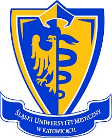 ŚLĄSKI UNIWERSYTET MEDYCZNY
W KATOWICACH